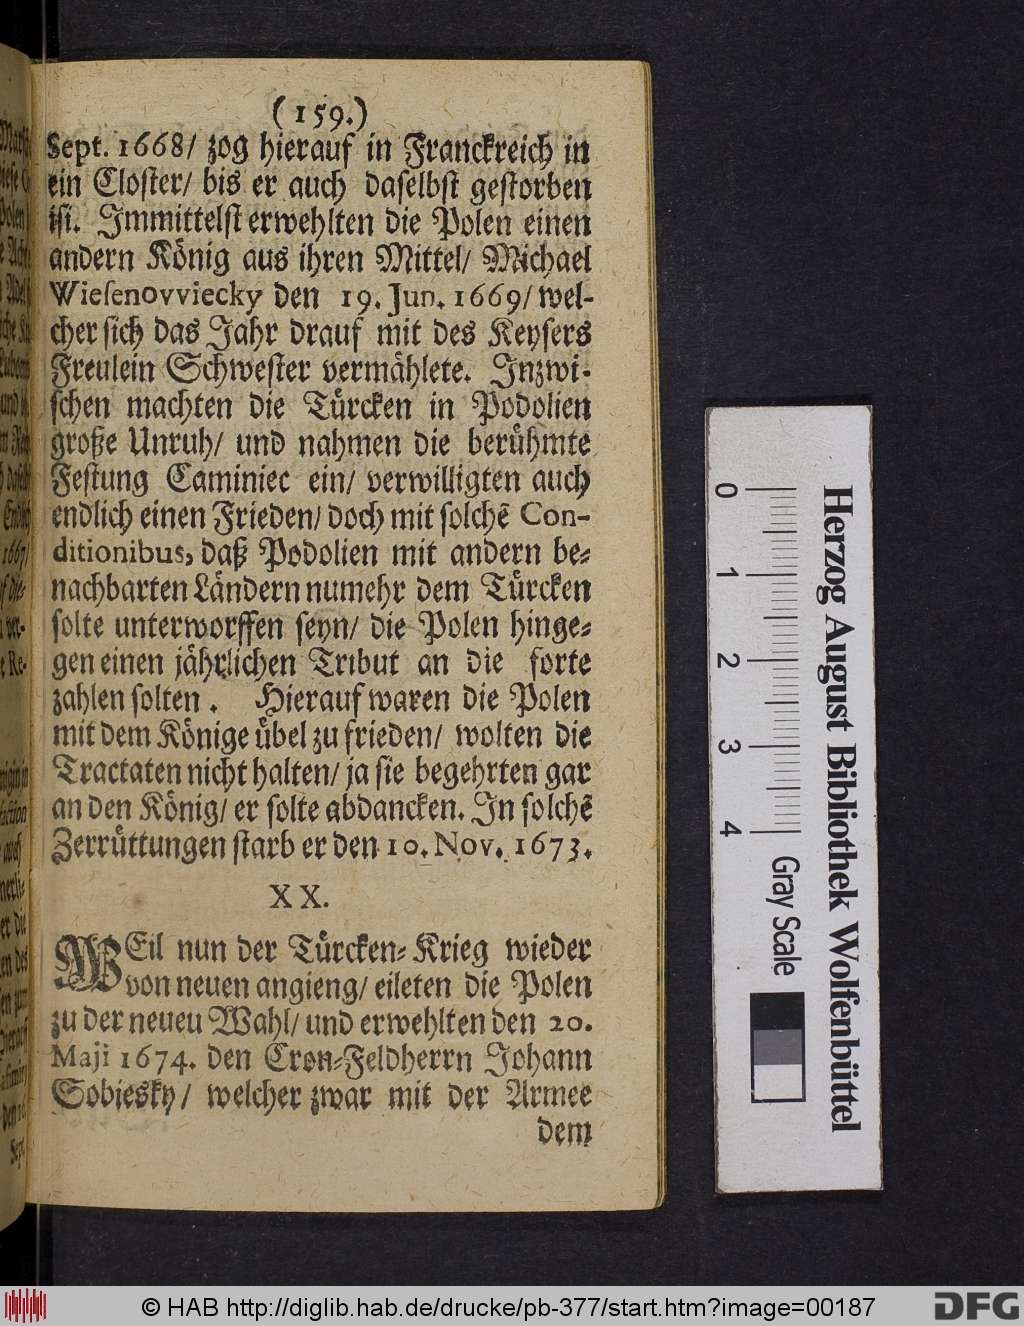 (159.)
Sept. 1668/ zog hierauf in Franckreich in
ein Closter/ bis er auch daselbst gestorben
ist. Immittelst erwehlten die Polen einen
andern König aus ihren Mittel/ Michael
Wiesenovviecky den 19. Jun. 1669/ wel-
cher sich das Jahr drauf mit des Keysers
Freulein Schwester vermählete. Inzwi-
schen machten die Türcken in Podolien
große Unruh/ und nahmen die berühmte
Festung Caminiec ein/ verwilligten auch
endlich einen Frieden/ doch mit solchẽ Con-
ditionibus, daß Podolien mit andern be-
nachbarten Ländern numehr dem Türcken
solte unterworffen seyn/ die Polen hinge-
gen einen jährlichen Tribut an die forte
zahlen solten. Hierauf waren die Polen
mit dem Könige übel zu frieden/ wolten die
Tractaten nicht halten/ ja sie begehrten gar
an den König/ er solte abdancken. In solchẽ
Zerrüttungen starb er den 10. Nov. 1673.
XX.
WEil nun der Türcken-Krieg wieder
von neuen angieng/ eileten die Polen
zu der neueu Wahl/ und erwehlten den 20.
Maji 1674. den Cron-Feldherrn Johann
Sobiesky/ welcher zwar mit der Armee
dem
0 1 2 3 4
Gray Scale
Herzog August Bibliothek Wolfenbüttel
© HAB http://diglib.hab.de/drucke/pb-377/start.htm?image=00187
DFG